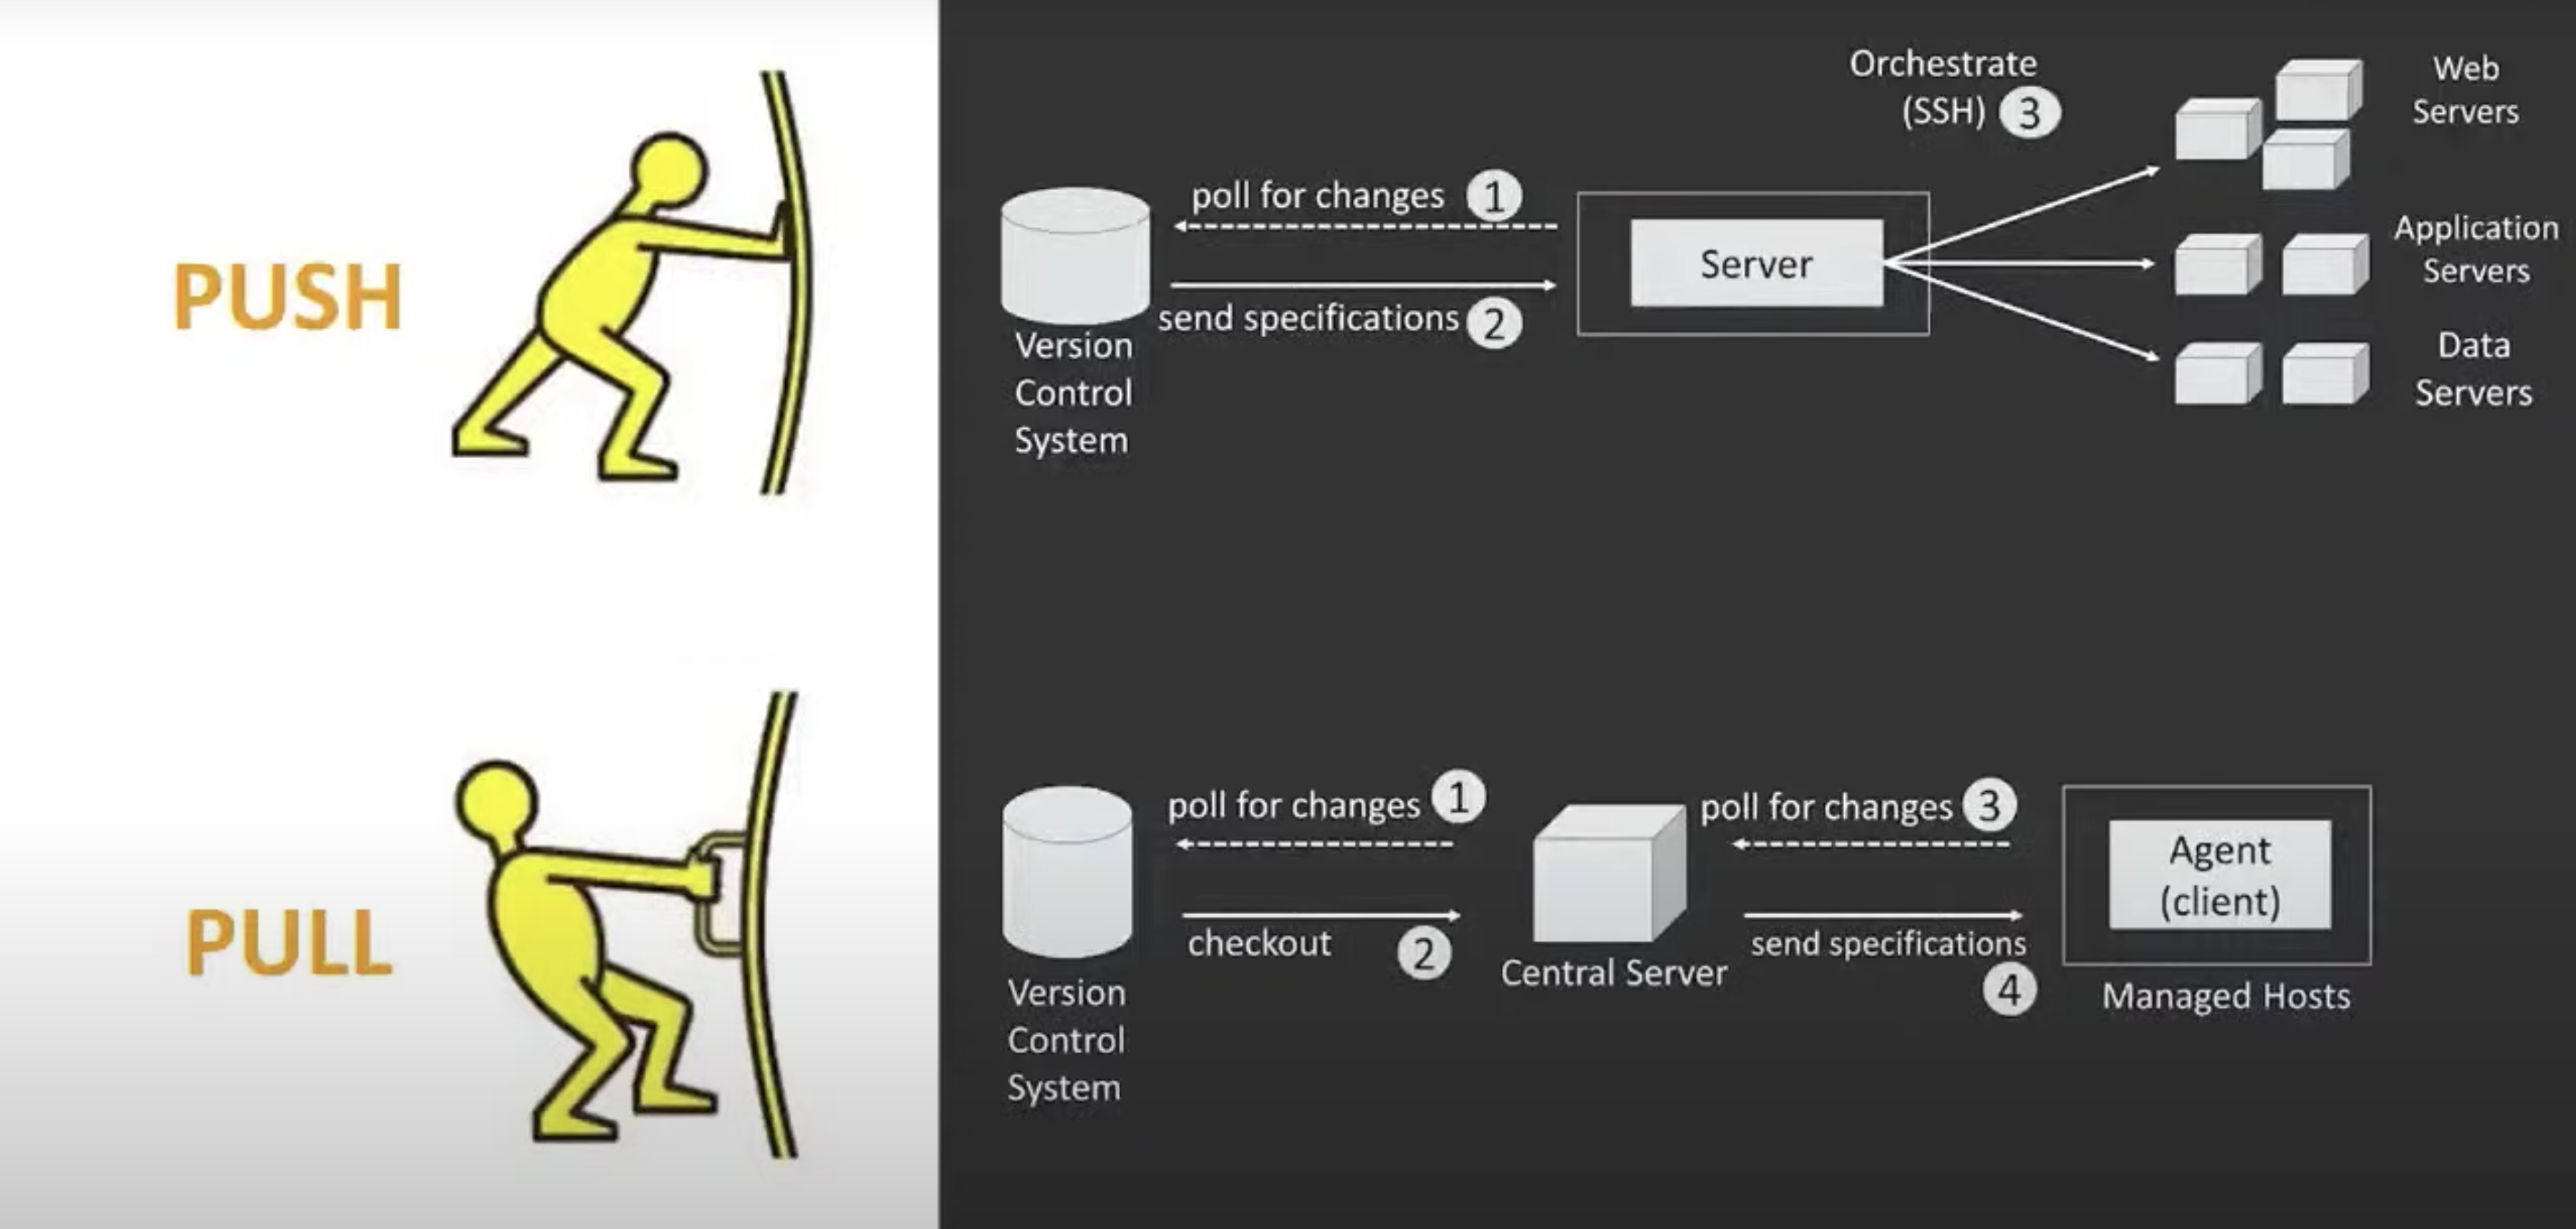 PUSH
Orchestrate
(SSH) 3
Web
Servers
poll for changes 1
Server
Application
Servers
send specifications 2
Version
Control
System
Data
Servers
PULL
poll for changes 1
poll for changes 3
Agent
(client)
checkout 2
send specifications
4
Central Server
Managed Hosts
Version
Control
System